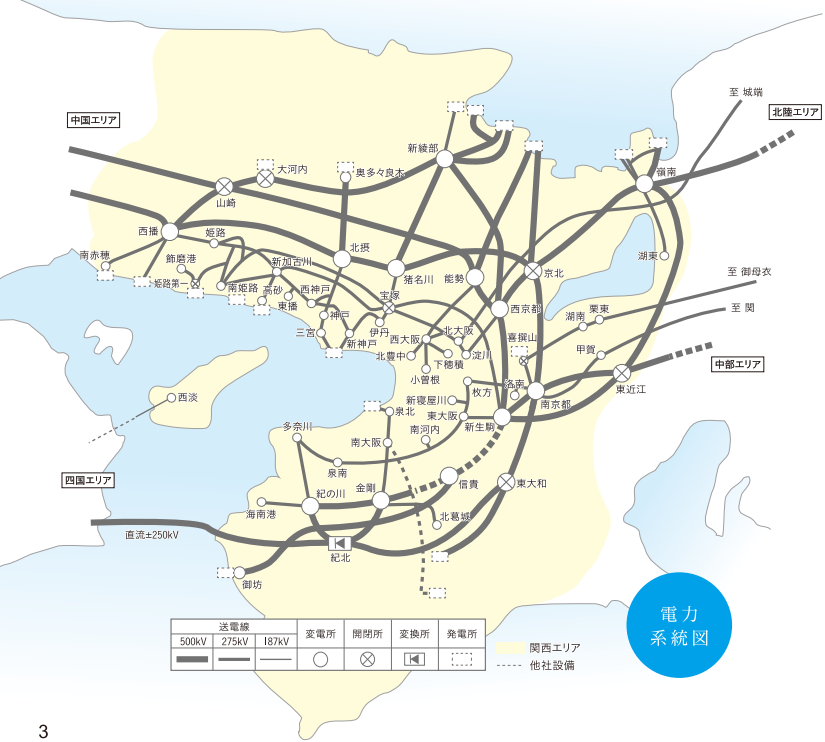 至 城端
北陸エリア
中国エリア
新綾部
大河内
奥多々良木
嶺南
山崎
西播
姫路
北摂
南赤穂
飾磨港
新加古川
猪名川
能勢
京北
湖東
姫路第一
南姫路
高砂
西神戸
東播
宝塚
至 御母衣
神戸
西京都
栗東
湖南
至 関
三宮
新神戸
伊丹
西大阪
北大阪
喜撰山
甲賀
北豊中
下穂積
淀川
中部エリア
小曽根
枚方
洛南
東近江
西淡
新寝屋川
南京都
泉北
東大阪
新生駒
多奈川
南河内
南大阪
泉南
四国エリア
紀の川
金剛
信貴
東大和
海南港
北葛城
直流±250kV
紀北
御坊
電力
系統図
送電線
500kV
275kV
187kV
変電所
開閉所
変換所
発電所
関西エリア
他社設備
3